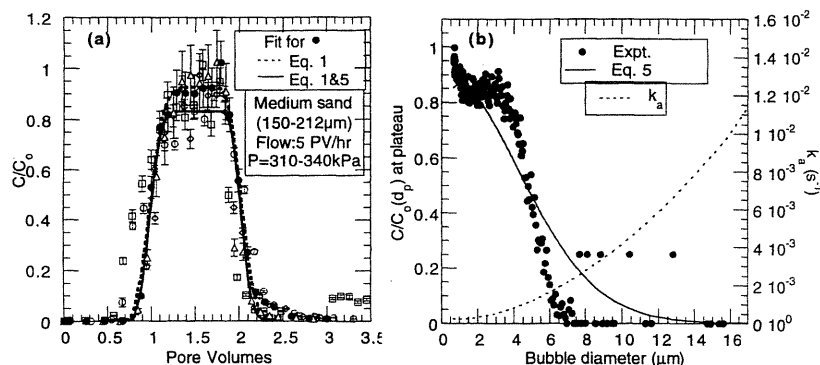 (a)
Fit for ●
Eq. 1
Eq. 1&5
Medium sand
(150-212µm)
Flow:5 PV/hr
P=310-340kPa
C/C₀
1.2
1
0.8
0.6
0.4
0.2
0
0.0 0.5 1.0 1.5 2.0 2.5 3.0 3.5
Pore Volumes
(b)
Expt.
Eq. 5
kₐ
C/C₀(dₚ) at plateau
1
0.8
0.6
0.4
0.2
0
0 2 4 6 8 10 12 14 16
Bubble diameter (µm)
1.6 10⁻²
1.4 10⁻²
1.2 10⁻²
1 10⁻²
8 10⁻³
6 10⁻³
4 10⁻³
2 10⁻³
0 10⁰
kₐ (s⁻¹)